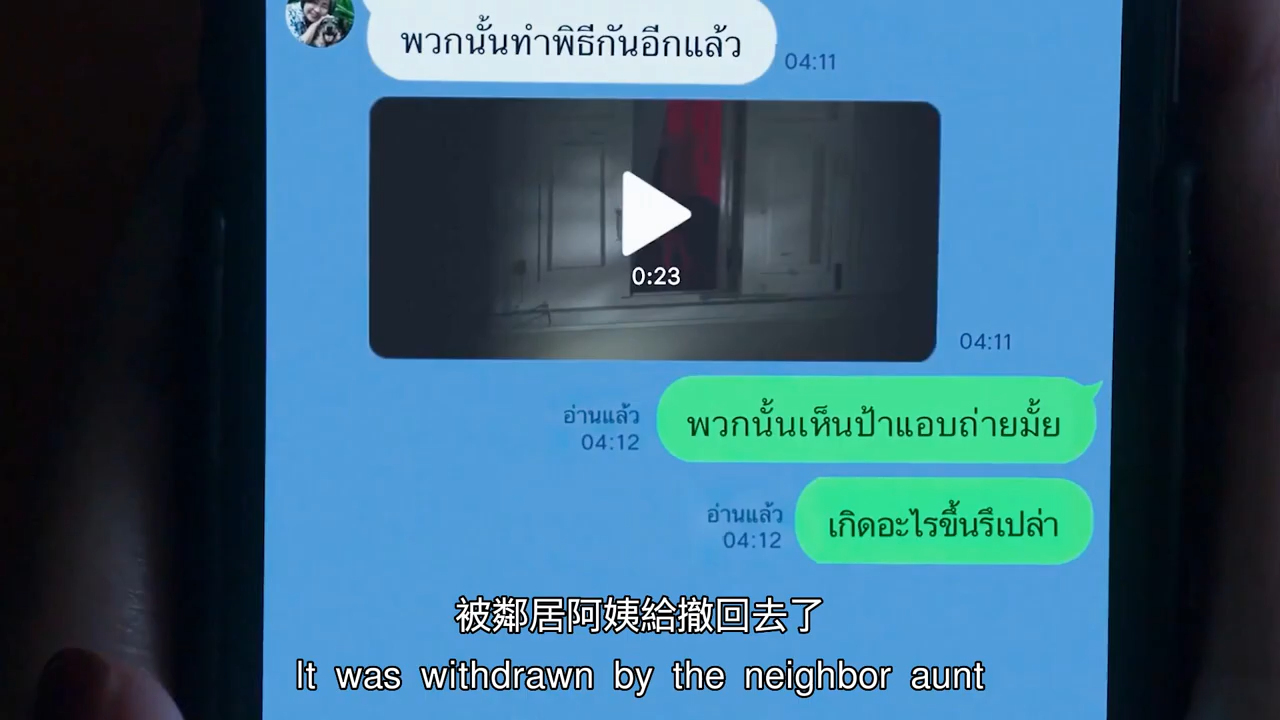 พวกนั้นทำพิธีกันอีกแล้ว
04:11
0:23
04:11
อ่านแล้ว
04:12
พวกนั้นเห็นป้าแอบถ่ายมั้ย
อ่านแล้ว
04:12
เกิดอะไรขึ้นรึเปล่า
被鄰居阿姨給撤回去了
It was withdrawn by the neighbor aunt